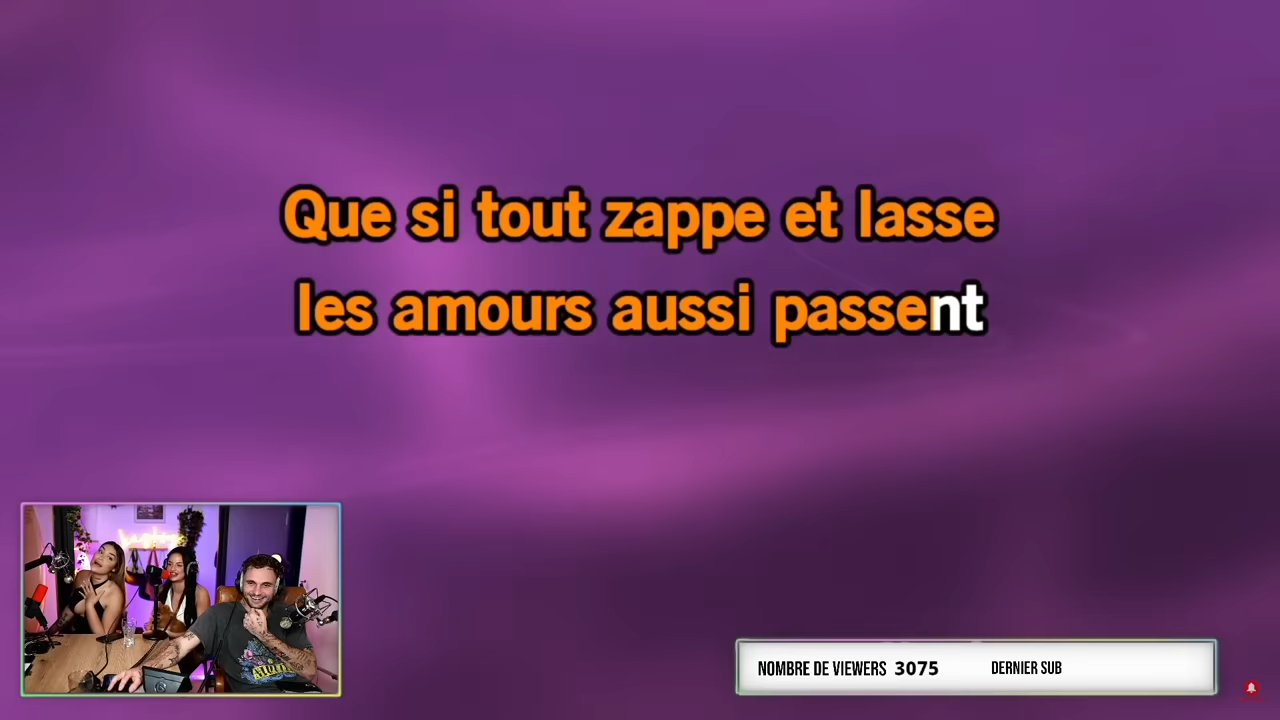 Que si tout zappe et lasse
les amours aussi passent
NOMBRE DE VIEWERS 3075
DERNIER SUB